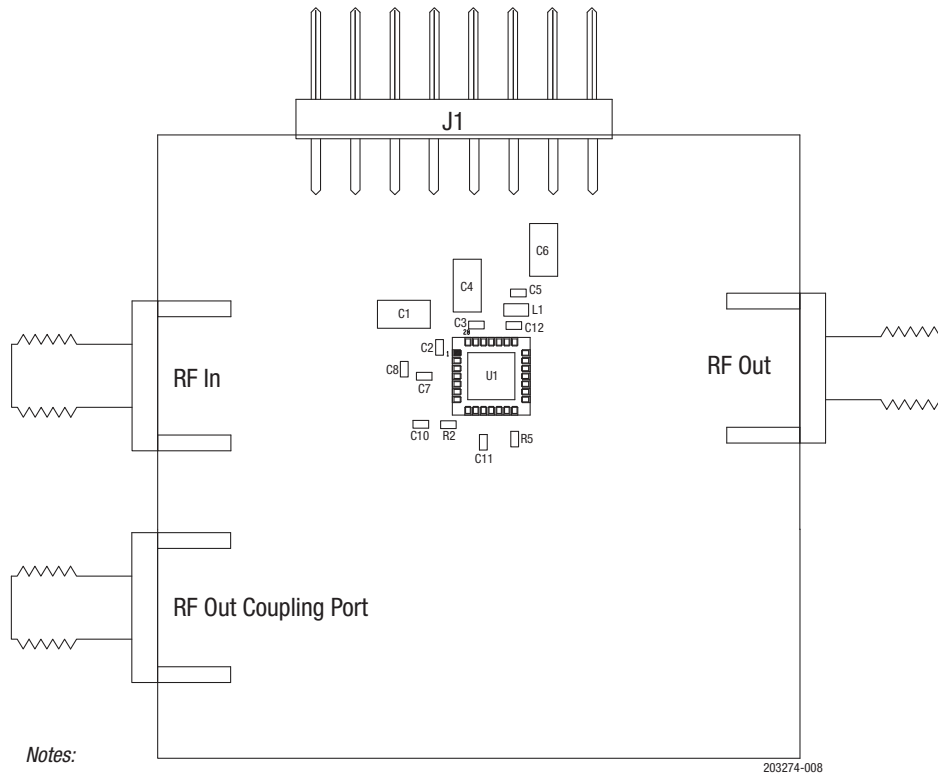 J1
C6
C4
C5
C1
L1
C3
C12
28
C2
1
RF In
C8
C7
U1
RF Out
C10
R2
C11
R5
RF Out Coupling Port
Notes:
203274-008